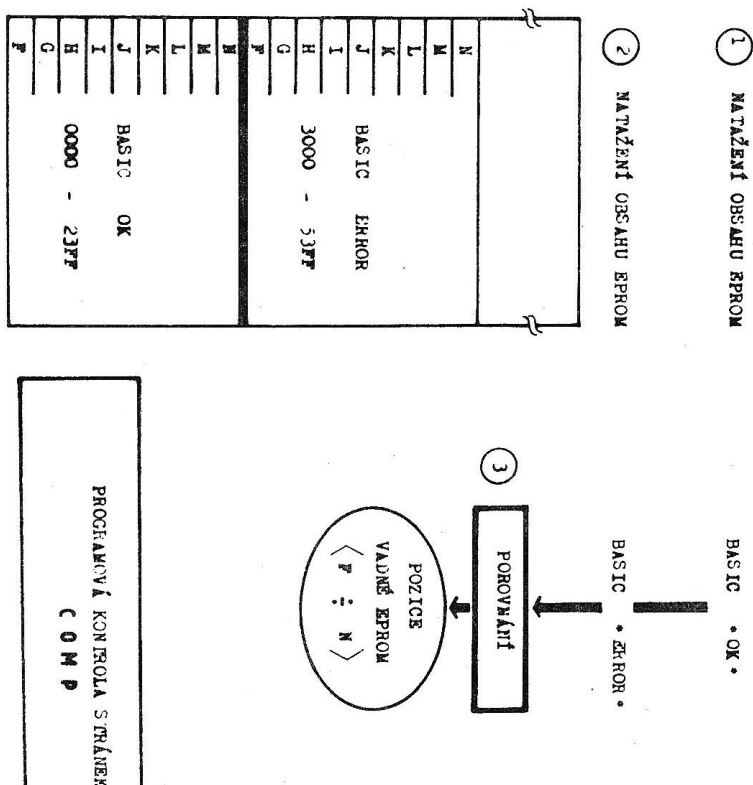 1 NATAŽENÍ OBSAHU EPROM BASIC * OK *
2 NATAŽENÍ OBSAHU EPROM BASIC * ERROR *
3
POROVNÁNÍ
POZICE
VADNÉ EPROM
< F ÷ N >
N
M
L
K
J BASIC ERROR
I
H 3000 - 53FF
G
F
N
M
L
K
J BASIC OK
I
H 0000 - 23FF
G
F
PROGRAMOVÁ KONTROLA STRÁNEK
COMP